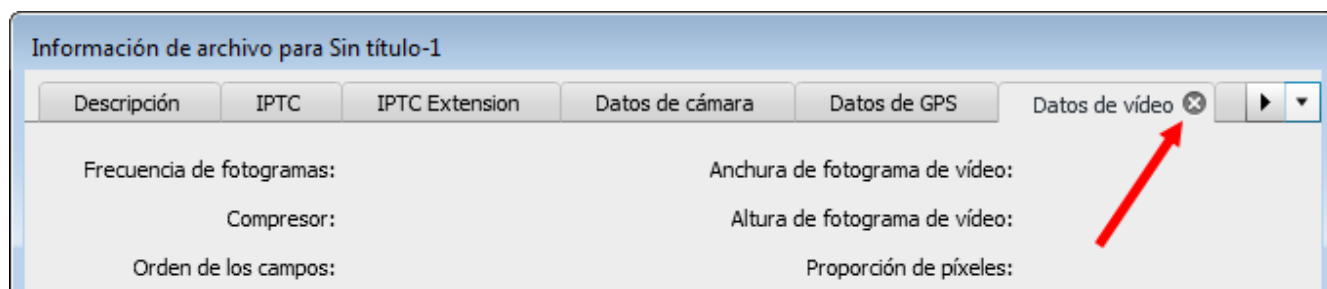 Información de archivo para Sin título-1
Descripción IPTC IPTC Extension Datos de cámara Datos de GPS Datos de vídeo
Frecuencia de fotogramas: Anchura de fotograma de vídeo:
Compresor: Altura de fotograma de vídeo:
Orden de los campos: Proporción de píxeles: